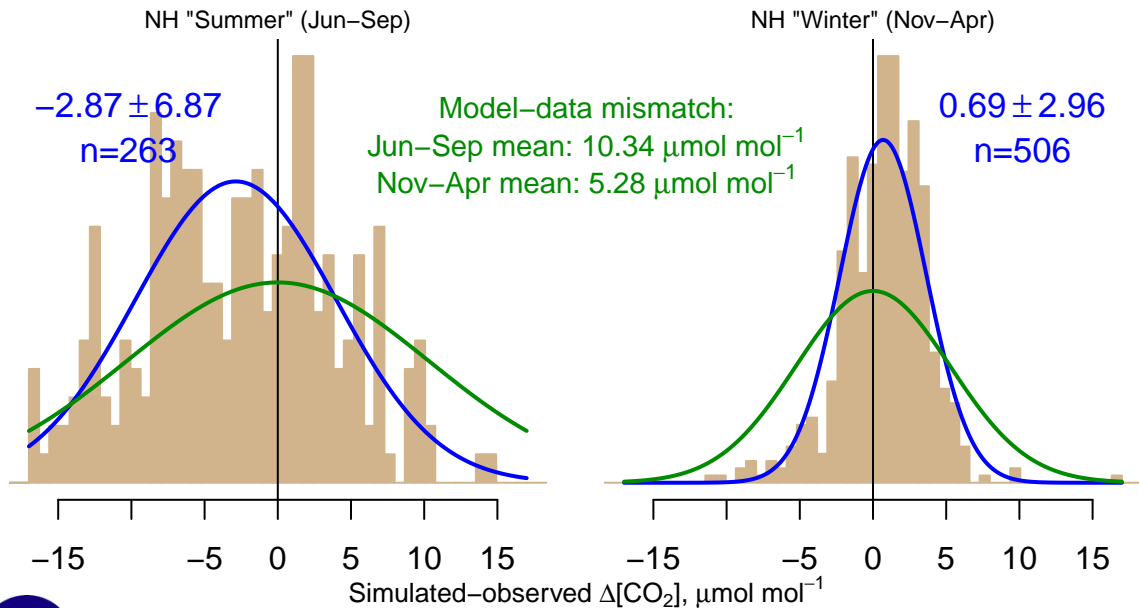 NH "Summer" (Jun−Sep)
−2.87 ± 6.87
n=263
Model−data mismatch:
Jun−Sep mean: 10.34 μmol mol⁻¹
Nov−Apr mean: 5.28 μmol mol⁻¹
NH "Winter" (Nov−Apr)
0.69 ± 2.96
n=506
−15 −5 0 5 10 15
−15 −5 0 5 10 15
Simulated−observed Δ[CO₂], μmol mol⁻¹